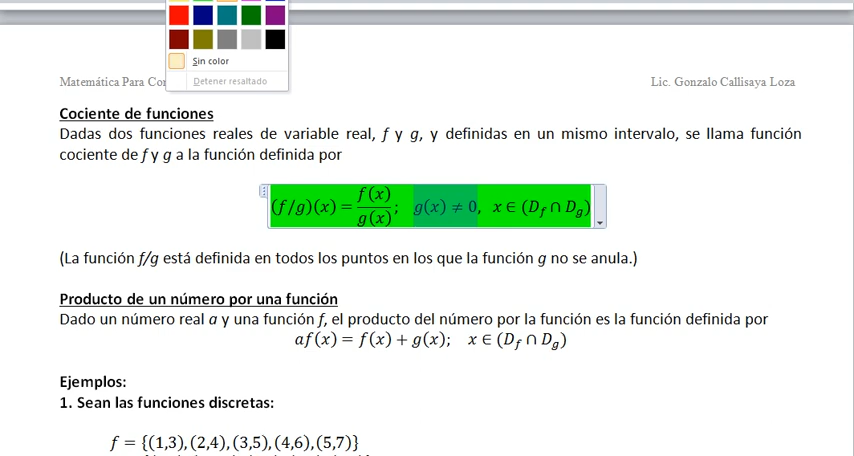 Sin color
Detener resaltado
Matemática Para Con
Lic. Gonzalo Callisaya Loza
Cociente de funciones
Dadas dos funciones reales de variable real, f y g, y definidas en un mismo intervalo, se llama función
cociente de f y g a la función definida por
(f/g)(x) = f(x)/g(x);  g(x) ≠ 0,  x ∈ (D_f ∩ D_g)
(La función f/g está definida en todos los puntos en los que la función g no se anula.)
Producto de un número por una función
Dado un número real a y una función f, el producto del número por la función es la función definida por
af(x) = f(x) + g(x);  x ∈ (D_f ∩ D_g)
Ejemplos:
1. Sean las funciones discretas:
f = {(1,3), (2,4), (3,5), (4,6), (5,7)}